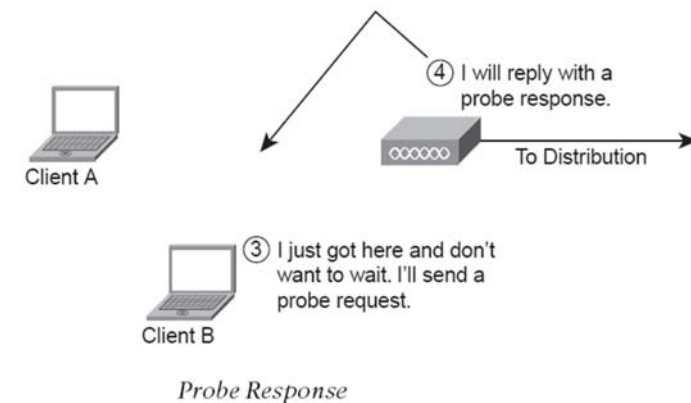 ④ I will reply with a
probe response.
To Distribution
Client A
③ I just got here and don't
want to wait. I'll send a
probe request.
Client B
Probe Response